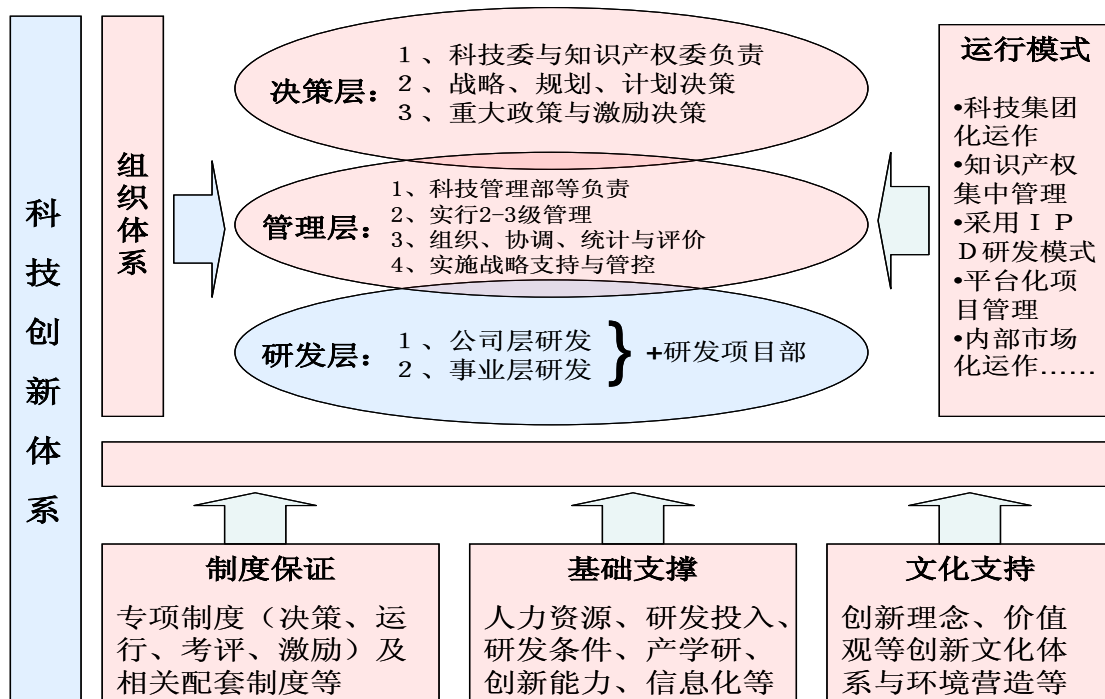 科技创新体系
组织体系
决策层：
１、科技委与知识产权委负责
２、战略、规划、计划决策
３、重大政策与激励决策
管理层：
1、科技管理部等负责
2、实行2-3级管理
3、组织、协调、统计与评价
4、实施战略支持与管控
研发层：
１、公司层研发
２、事业层研发
} +研发项目部
运行模式
•科技集团
化运作
•知识产权
集中管理
•采用ＩＰ
Ｄ研发模式
•平台化项
目管理
•内部市场
化运作……
制度保证
专项制度（决策、运
行、考评、激励）及
相关配套制度等
基础支撑
人力资源、研发投入、
研发条件、产学研、
创新能力、信息化等
文化支持
创新理念、价值
观等创新文化体
系与环境营造等